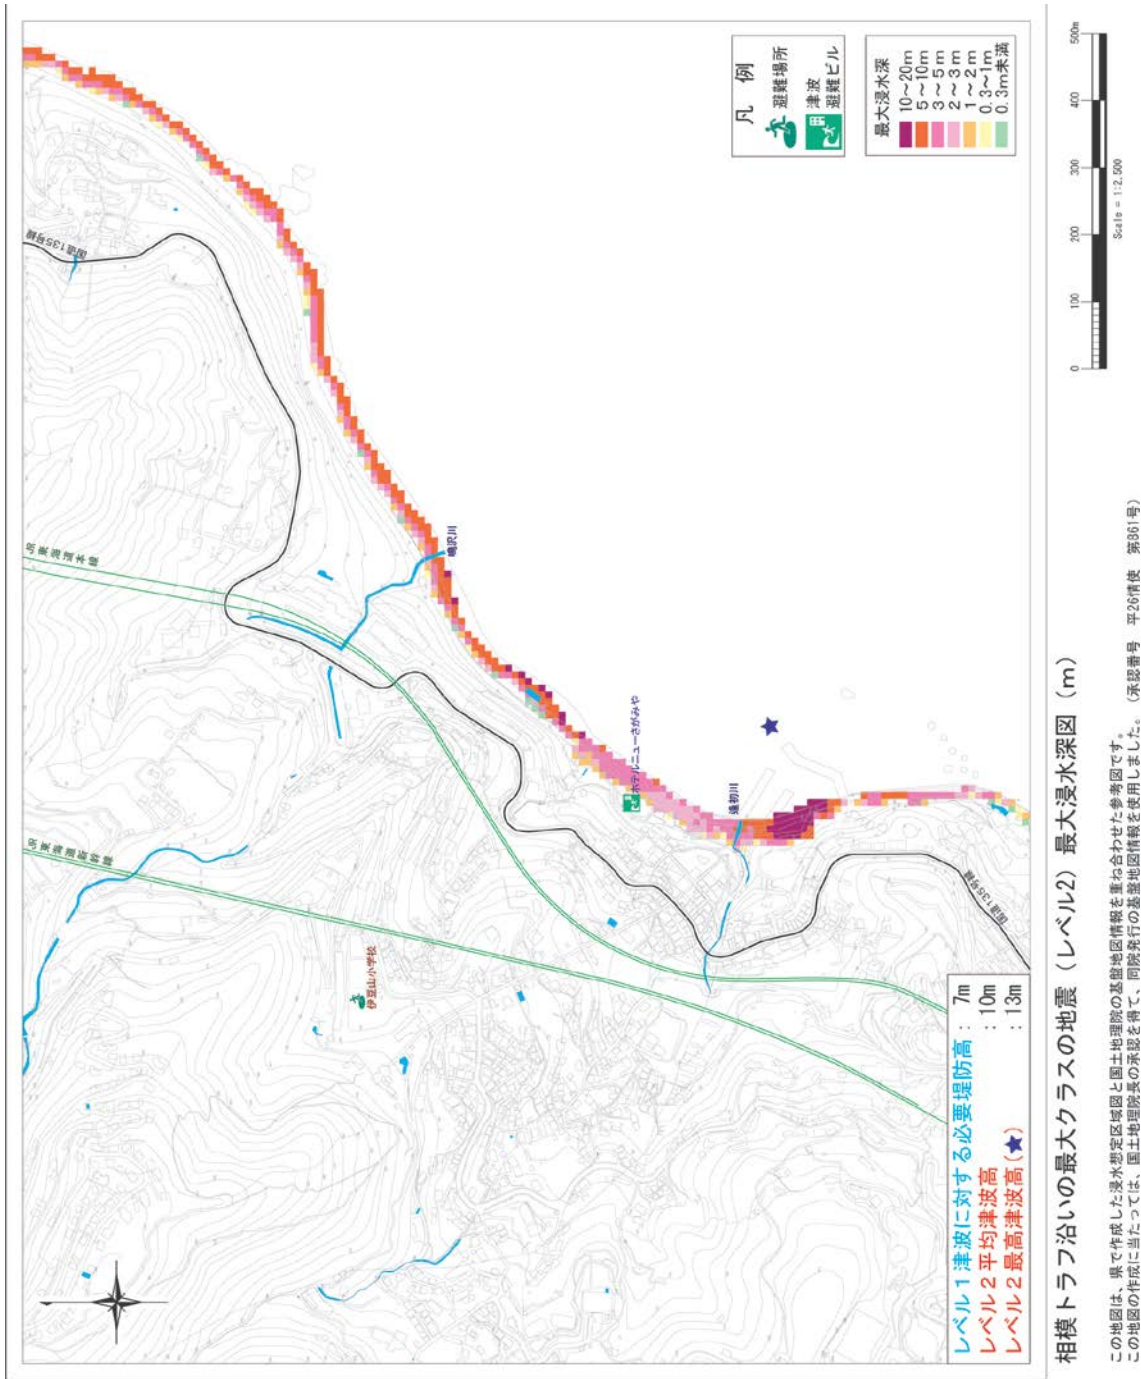 国道135号線
JR東海道本線
JR東海道新幹線
伊豆山小学校
鳴沢川
ホテルニューさがみや
逢初川
国道135号線
凡 例
避難場所
津波
避難ビル
最大浸水深
10～20m
5～10m
3～5m
2～3m
1～2m
0.3～1m
0.3m未満
レベル1津波に対する必要堤防高 : 7m
レベル2平均津波高 : 10m
レベル2最高津波高(★) : 13m
相模トラフ沿いの最大クラスの地震（レベル2）最大浸水深図（m）
0 100 200 300 400 500m
Scale = 1:2,500
この地図は、県で作成した浸水想定区域図と国土地理院の基盤地図情報を重ね合わせた参考図です。
この地図の作成に当たっては、国土地理院長の承認を得て、同院発行の基盤地図情報を使用しました。（承認番号 平26情使 第861号）